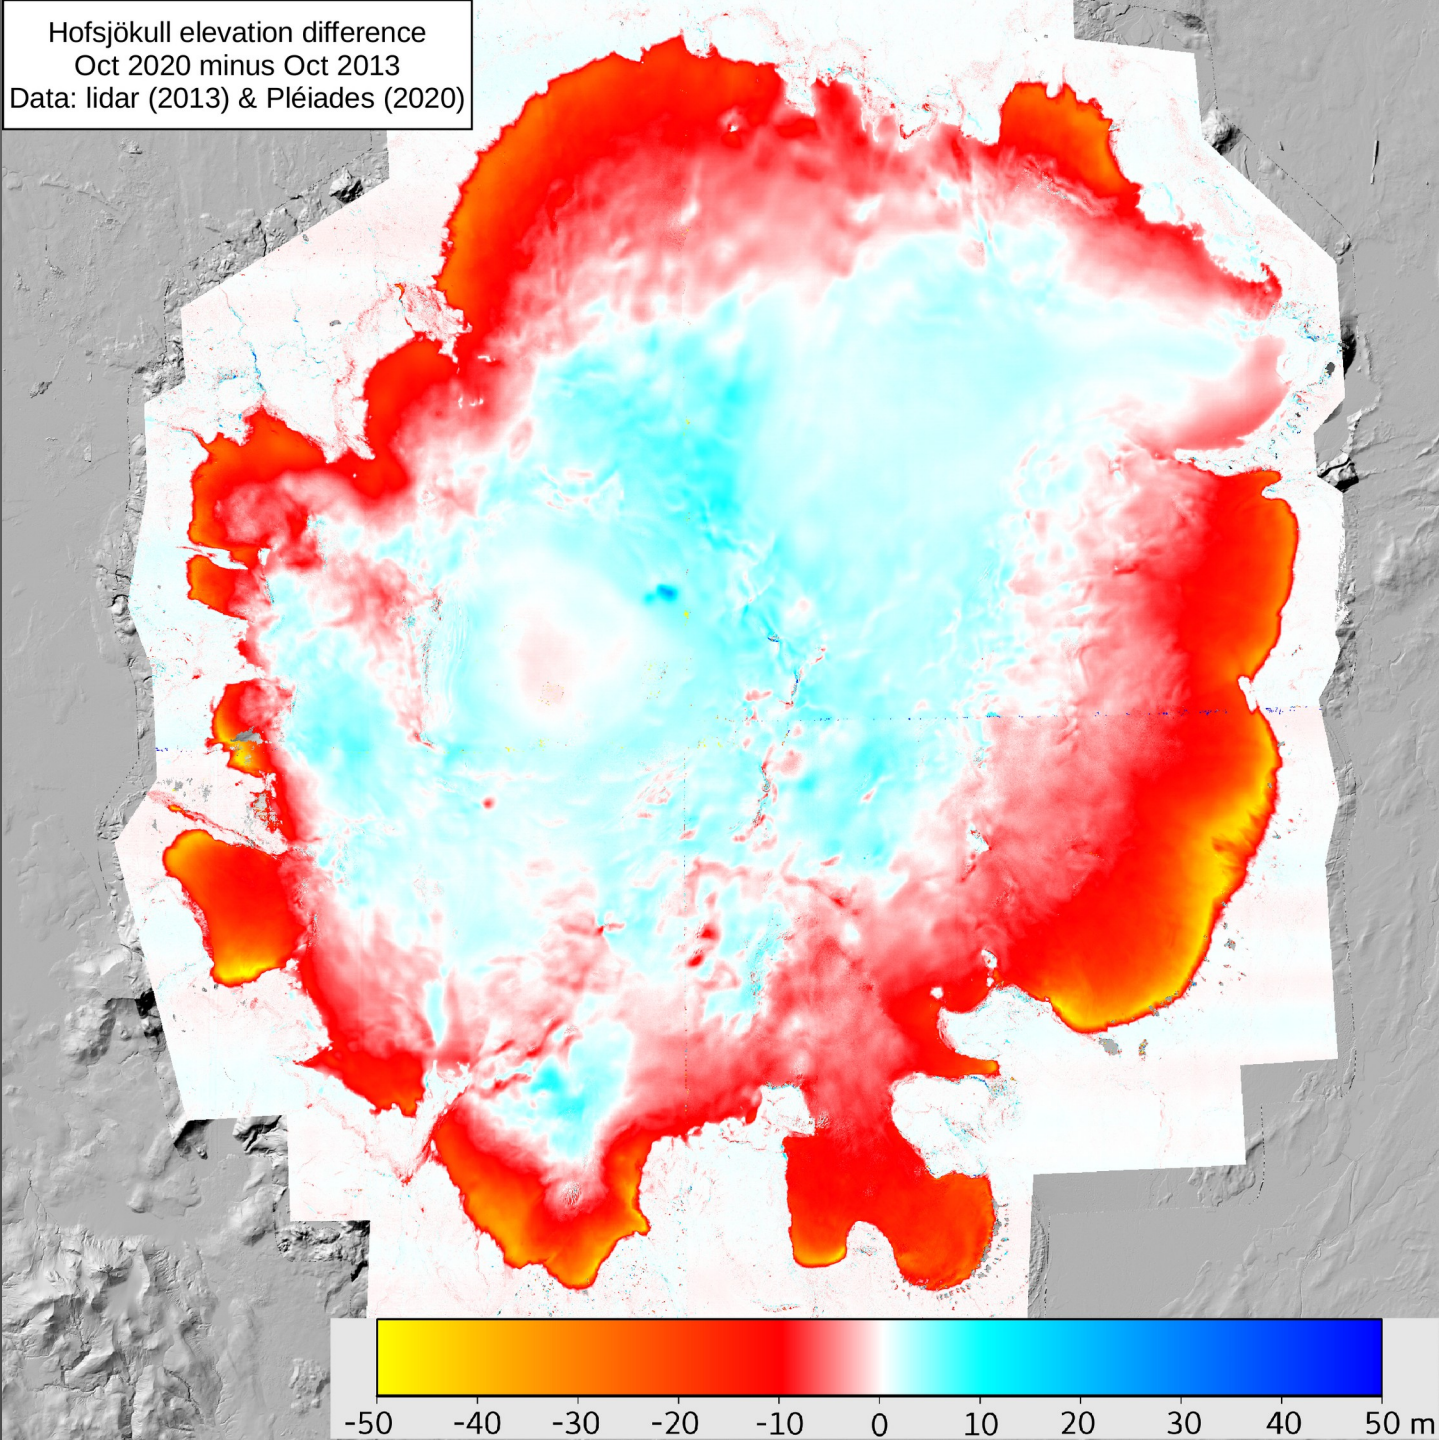 Hofsjökull elevation difference
Oct 2020 minus Oct 2013
Data: lidar (2013) & Pléiades (2020)
-50 -40 -30 -20 -10 0 10 20 30 40 50 m